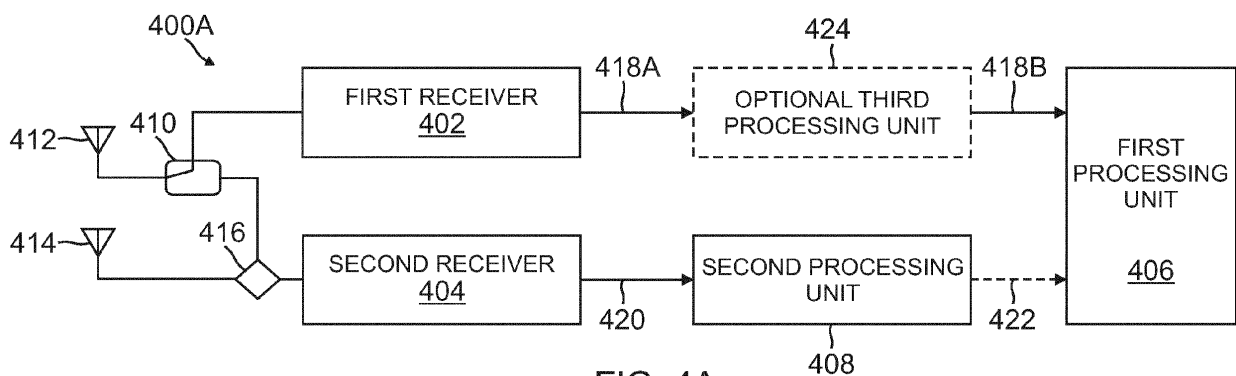 400A
424
418A
418B
FIRST RECEIVER
402
OPTIONAL THIRD
PROCESSING UNIT
412
410
FIRST
PROCESSING
UNIT
406
414
416
SECOND RECEIVER
404
SECOND PROCESSING
UNIT
420
422
408
FIG. 4A